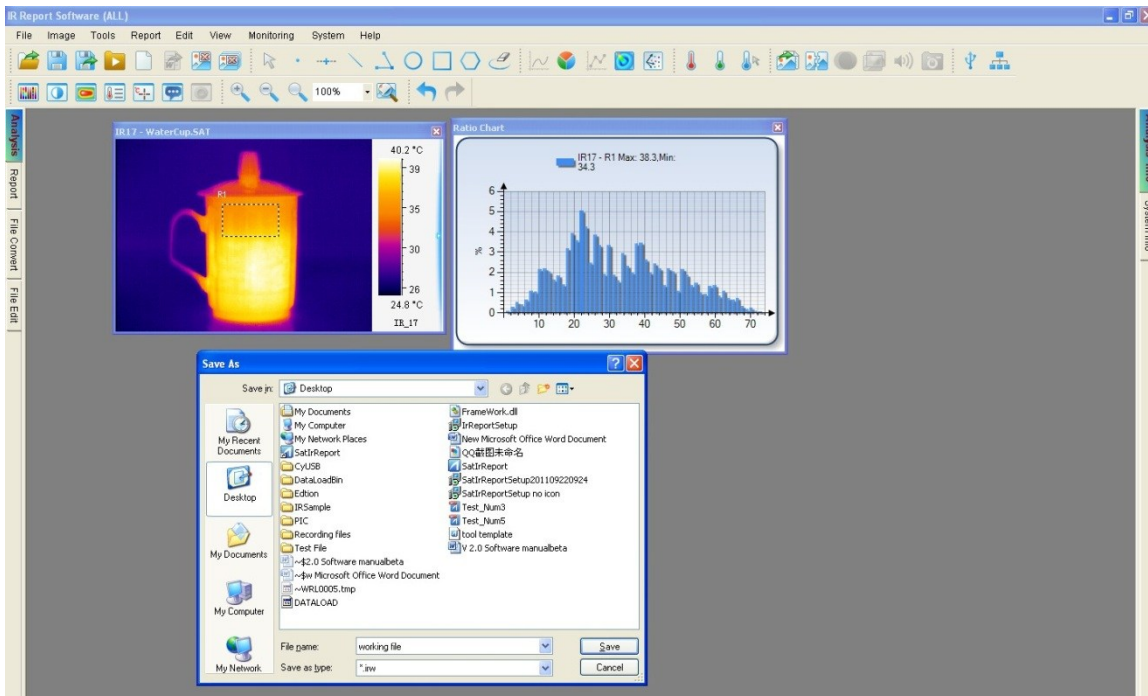 IR Report Software (ALL)
File Image Tools Report Edit View Monitoring System Help
100%
Analysis
Report
File Convert
File Edit
IR17 - WaterCup.SAT
R1
40.2 °C
39
35
30
26
24.8 °C
IR_17
Ratio Chart
IR17 - R1 Max: 38.3,Min:
34.3
%
6
5
4
3
2
1
0
10 20 30 40 50 60 70
System Info
Save As
Save in: Desktop
My Recent
Documents
Desktop
My Documents
My Computer
My Network
My Documents
My Computer
My Network Places
SatIrReport
CyUSB
DataLoadBin
Edtion
IRSample
PIC
Recording files
Test File
~$2.0 Software manualbeta
~$w Microsoft Office Word Document
~WRL0005.tmp
DATALOAD
FrameWork.dll
IrReportSetup
New Microsoft Office Word Document
QQ截图未命名
SatIrReport
SatIrReportSetup201109220924
SatIrReportSetup no icon
Test_Num3
Test_Num5
tool template
V 2.0 Software manualbeta
File name: working file
Save
Save as type: *.irw
Cancel